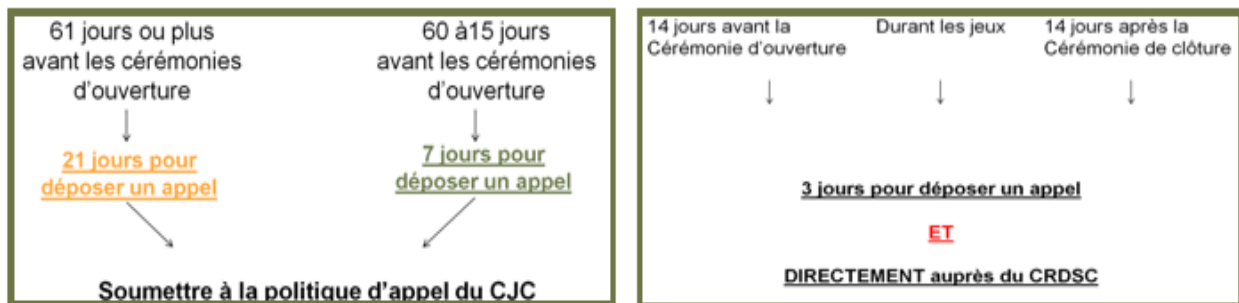 61 jours ou plus
avant les cérémonies
d'ouverture
21 jours pour
déposer un appel
60 à15 jours
avant les cérémonies
d'ouverture
7 jours pour
déposer un appel
Soumettre à la politique d'appel du CJC
14 jours avant la
Cérémonie d'ouverture
Durant les jeux
14 jours après la
Cérémonie de clôture
3 jours pour déposer un appel
ET
DIRECTEMENT auprès du CRDSC